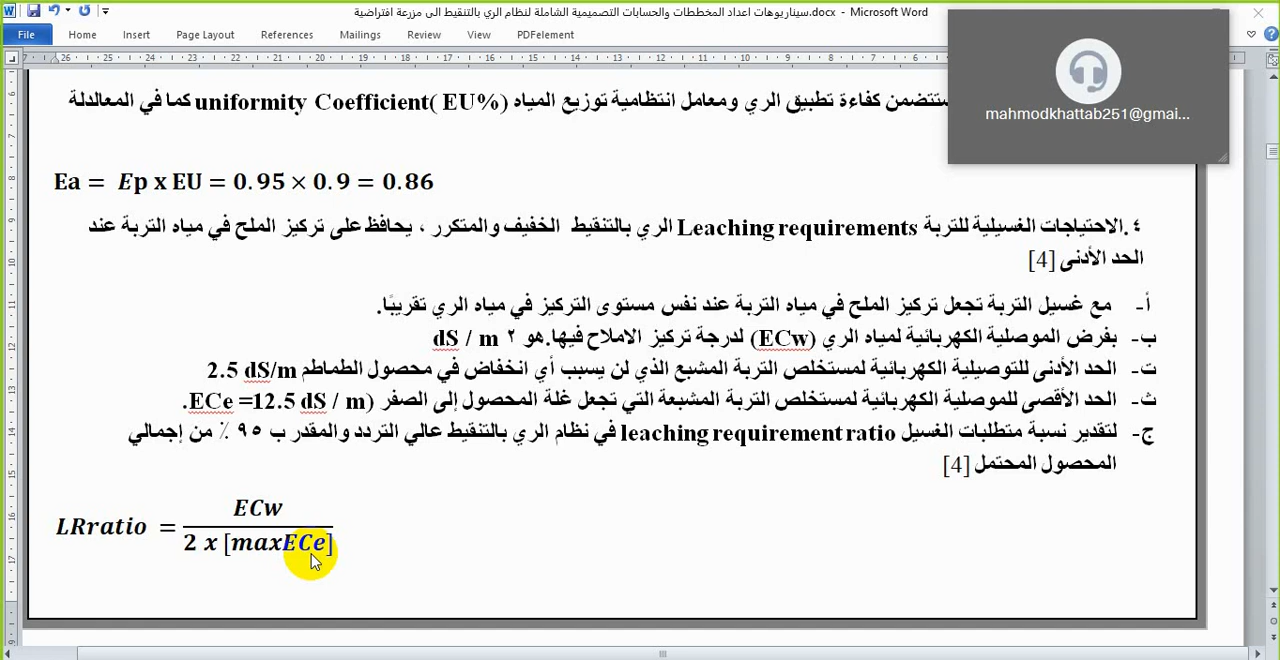 سيناريوهات اعداد المخططات والحسابات التصميمية الشاملة لنظام الري بالتنقيط الى مزرعة افتراضية.docx - Microsoft Word
File Home Insert Page Layout References Mailings Review View PDFelement
mahmodkhattab251@gmai...
ستتضمن كفاءة تطبيق الري ومعامل انتظامية توزيع المياه uniformity Coefficient( EU%) كما في المعالدلة
Ea = Ep x EU = 0.95 × 0.9 = 0.86
٤.الاحتياجات الغسيلية للتربة Leaching requirements الري بالتنقيط الخفيف والمتكرر ، يحافظ على تركيز الملح في مياه التربة عند
الحد الأدنى [4]
أ- مع غسيل التربة تجعل تركيز الملح في مياه التربة عند نفس مستوى التركيز في مياه الري تقريبًا.
ب- بفرض الموصلية الكهربائية لمياه الري (ECw) لدرجة تركيز الاملاح فيها.هو ٢ dS / m
ت- الحد الأدنى للتوصيلية الكهربائية لمستخلص التربة المشبع الذي لن يسبب أي انخفاض في محصول الطماطم 2.5 dS/m
ث- الحد الأقصى للموصلية الكهربائية لمستخلص التربة المشبعة التي تجعل غلة المحصول إلى الصفر (ECe =12.5 dS / m.
ج- لتقدير نسبة متطلبات الغسيل leaching requirement ratio في نظام الري بالتنقيط عالي التردد والمقدر ب ٩٥ ٪ من إجمالي
المحصول المحتمل [4]
LRratio = ECw
2 x [maxECe]